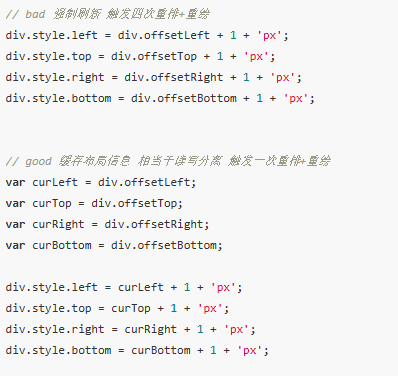 // bad 强制刷新 触发四次重排+重绘
div.style.left = div.offsetLeft + 1 + 'px';
div.style.top = div.offsetTop + 1 + 'px';
div.style.right = div.offsetRight + 1 + 'px';
div.style.bottom = div.offsetBottom + 1 + 'px';
// good 缓存布局信息 相当于读写分离 触发一次重排+重绘
var curLeft = div.offsetLeft;
var curTop = div.offsetTop;
var curRight = div.offsetRight;
var curBottom = div.offsetBottom;
div.style.left = curLeft + 1 + 'px';
div.style.top = curTop + 1 + 'px';
div.style.right = curRight + 1 + 'px';
div.style.bottom = curBottom + 1 + 'px';